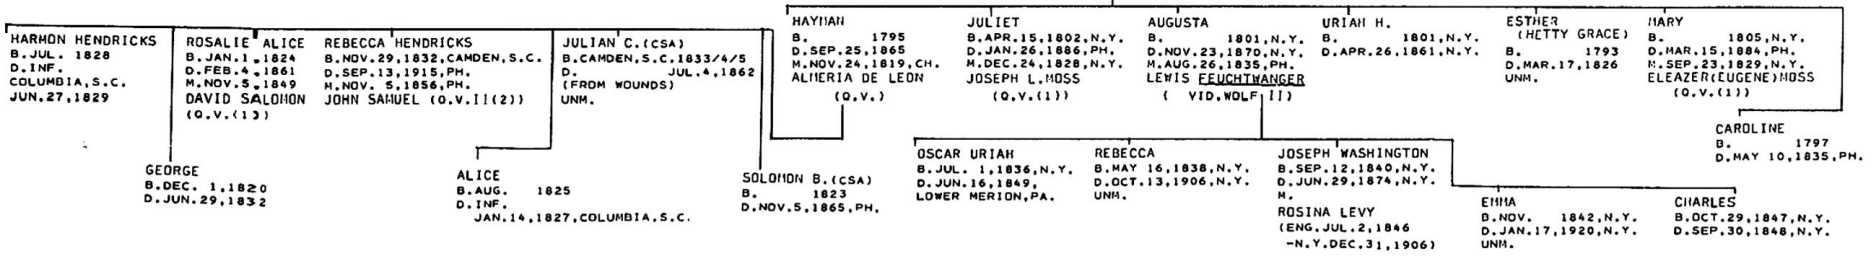 HAYMAN
B. 1795
D.SEP.25,1865
M.NOV.24,1819,CH.
ALMERIA DE LEON
(Q.V.)
JULIET
B.APR.15,1802,N.Y.
D.JAN.26,1886,PH.
M.DEC.24,1828,N.Y.
JOSEPH L.MOSS
(Q.V.(1))
AUGUSTA
B. 1801,N.Y.
D.NOV.23,1870,N.Y.
M.AUG.26,1835,PH.
LEWIS FEUCHTWANGER
( VID.WOLF II)
URIAH H.
B. 1801,N.Y.
D.APR.26,1861,N.Y.
ESTHER
(HETTY GRACE)
B. 1793
D.MAR.17,1826
UNM.
MARY
B. 1805,N.Y.
D.MAR.15,1884,PH.
M.SEP.23,1829,N.Y.
ELEAZER(EUGENE)MOSS
(Q.V.(1))
CAROLINE
B. 1797
D.MAY 10,1835,PH.
HARMON HENDRICKS
B.JUL. 1828
D.INF.
COLUMBIA,S.C.
JUN.27,1829
ROSALIE ALICE
B.JAN.1,1824
D.FEB.4,1861
M.NOV.5,1849
DAVID SALOMON
(Q.V.(1))
REBECCA HENDRICKS
B.NOV.29,1832,CAMDEN,S.C.
D.SEP.13,1915,PH.
M.NOV. 5,1856,PH.
JOHN SAMUEL (Q.V.II(2))
JULIAN C.(CSA)
B.CAMDEN,S.C.1833/4/5
D. JUL.4,1862
(FROM WOUNDS)
UNM.
GEORGE
B.DEC. 1,1820
D.JUN.29,1832
ALICE
B.AUG. 1825
D.INF.
JAN.14,1827,COLUMBIA,S.C.
SOLOMON B.(CSA)
B. 1823
D.NOV.5,1865,PH.
OSCAR URIAH
B.JUL. 1,1836,N.Y.
D.JUN.16,1849,
LOWER MERION,PA.
REBECCA
B.MAY 16,1838,N.Y.
D.OCT.13,1906,N.Y.
UNM.
JOSEPH WASHINGTON
B.SEP.12,1840,N.Y.
D.JUN.29,1874,N.Y.
M.
ROSINA LEVY
(ENG.JUL.2,1846
-N.Y.DEC.31,1906)
EMMA
B.NOV. 1842,N.Y.
D.JAN.17,1920,N.Y.
UNM.
CHARLES
B.OCT.29,1847,N.Y.
D.SEP.30,1848,N.Y.